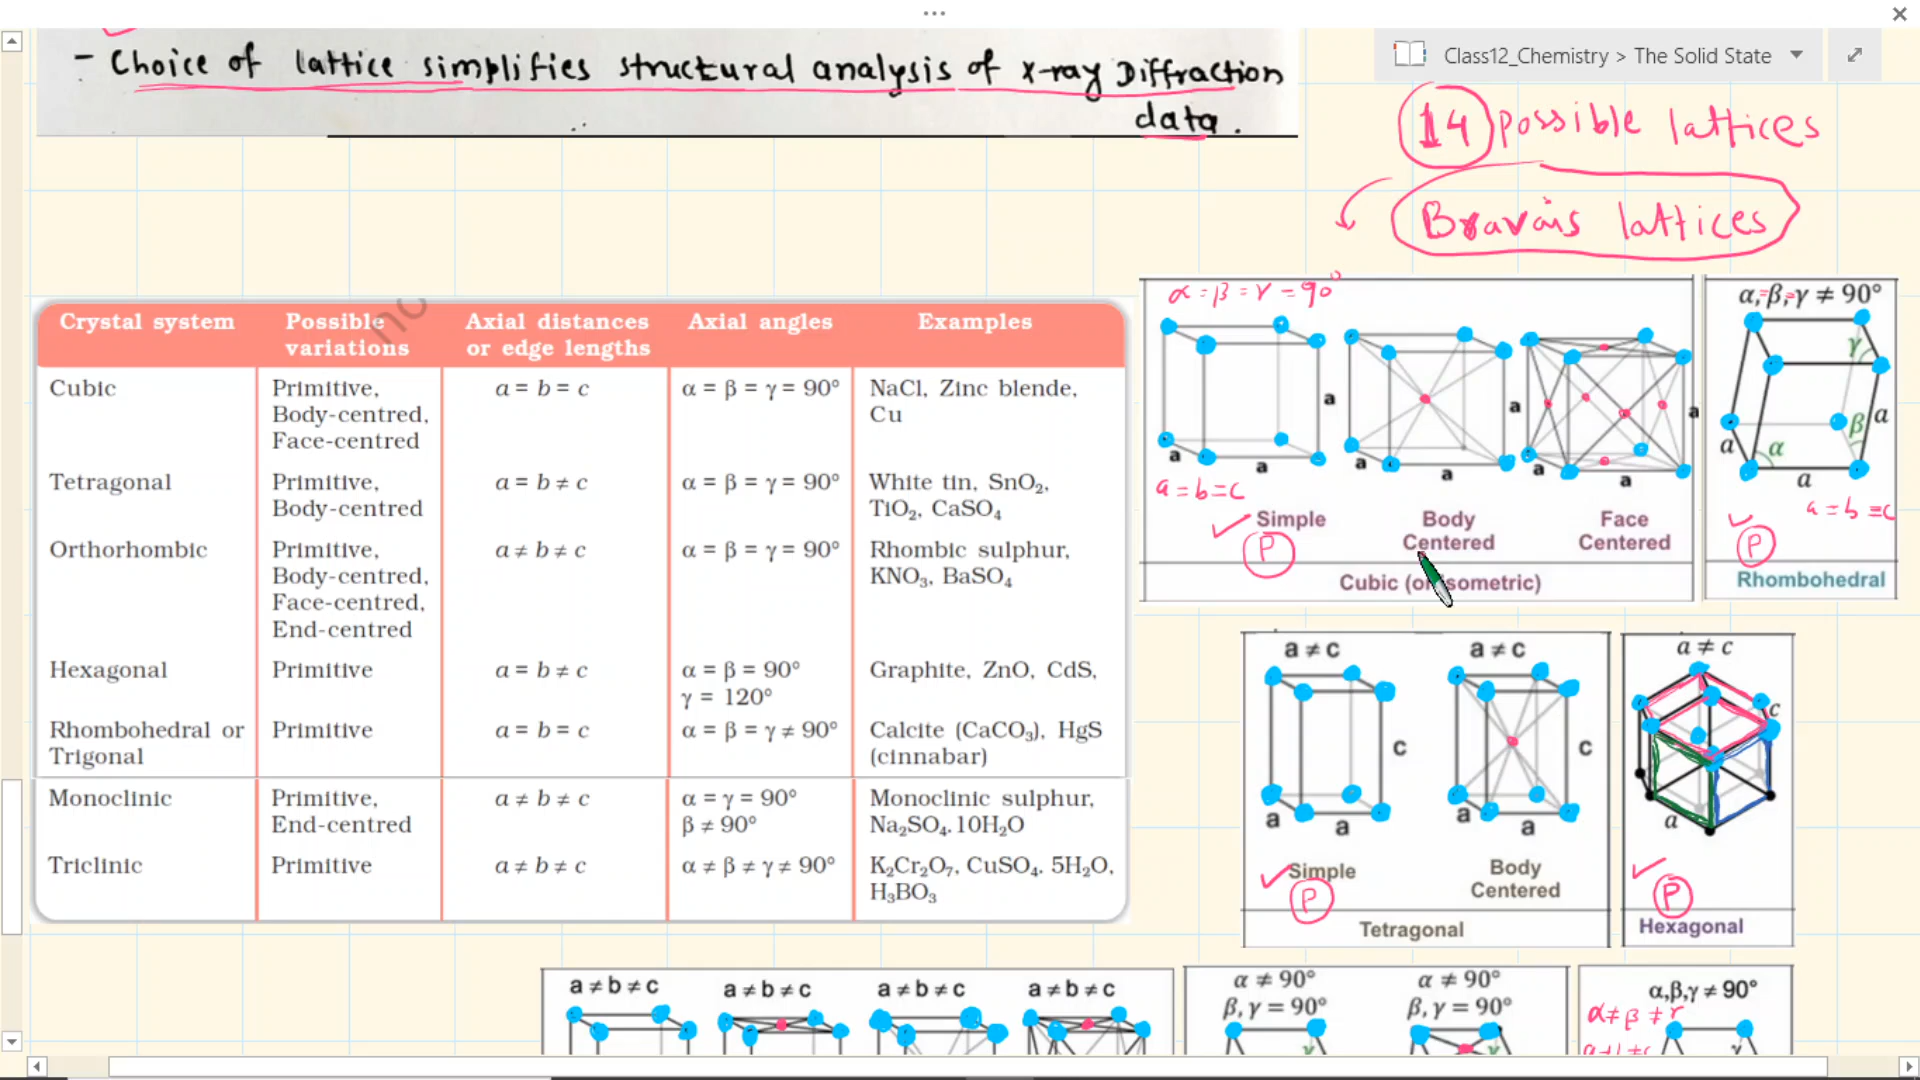 - Choice of lattice simplifies structural analysis of x-ray Diffraction
data.
Class12_Chemistry > The Solid State
14 possible lattices
Bravais lattices
Crystal system Possible variations Axial distances or edge lengths Axial angles Examples
Cubic Primitive, Body-centred, Face-centred a = b = c α = β = γ = 90° NaCl, Zinc blende, Cu
Tetragonal Primitive, Body-centred a = b ≠ c α = β = γ = 90° White tin, SnO₂, TiO₂, CaSO₄
Orthorhombic Primitive, Body-centred, Face-centred, End-centred a ≠ b ≠ c α = β = γ = 90° Rhombic sulphur, KNO₃, BaSO₄
Hexagonal Primitive a = b ≠ c α = β = 90° γ = 120° Graphite, ZnO, CdS,
Rhombohedral or Trigonal Primitive a = b = c α = β = γ ≠ 90° Calcite (CaCO₃), HgS (cinnabar)
Monoclinic Primitive, End-centred a ≠ b ≠ c α = γ = 90° β ≠ 90° Monoclinic sulphur, Na₂SO₄.10H₂O
Triclinic Primitive a ≠ b ≠ c α ≠ β ≠ γ ≠ 90° K₂Cr₂O₇, CuSO₄. 5H₂O, H₃BO₃
no
α = β = γ = 90°
a a a
a a a
a a a
a = b = c
Simple Body Centered Face Centered
P
Cubic (or isometric)
α,=β,=γ ≠ 90°
γ
β a
a α
a
a = b = c
P
Rhombohedral
a ≠ c a ≠ c
c c
a a a a
Simple Body Centered
P
Tetragonal
a ≠ c
c
a
P
Hexagonal
a ≠ b ≠ c a ≠ b ≠ c a ≠ b ≠ c a ≠ b ≠ c
α ≠ 90° α ≠ 90°
β, γ = 90° β, γ = 90°
γ γ
α,β,γ ≠ 90°
α ≠ β ≠ γ
γ